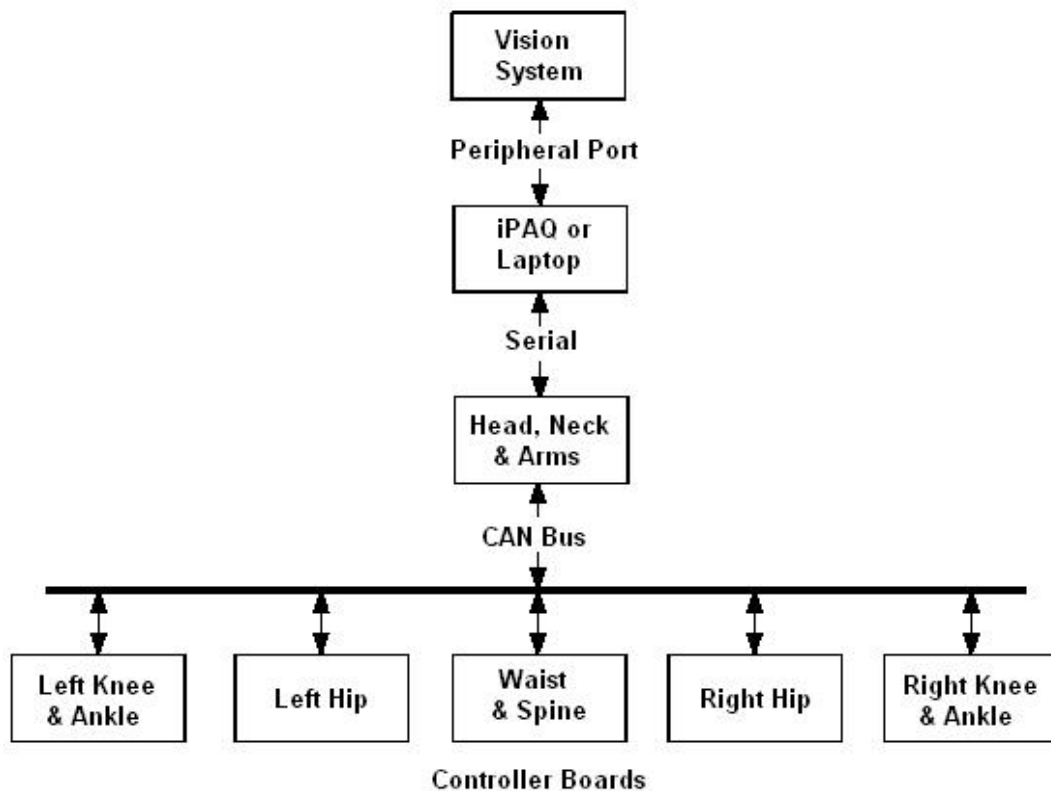 Vision
System
Peripheral Port
iPAQ or
Laptop
Serial
Head, Neck
& Arms
CAN Bus
Left Knee
& Ankle
Left Hip
Waist
& Spine
Right Hip
Right Knee
& Ankle
Controller Boards